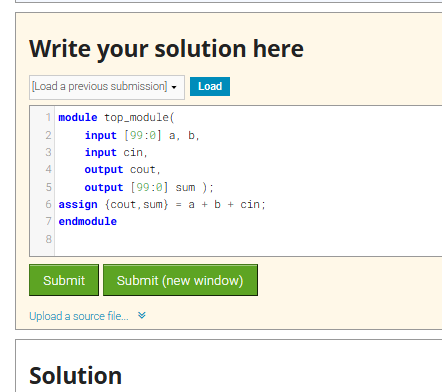 Write your solution here
[Load a previous submission]
Load
1 module top_module(
2     input [99:0] a, b,
3     input cin,
4     output cout,
5     output [99:0] sum );
6 assign {cout,sum} = a + b + cin;
7 endmodule
8
Submit
Submit (new window)
Upload a source file...
Solution